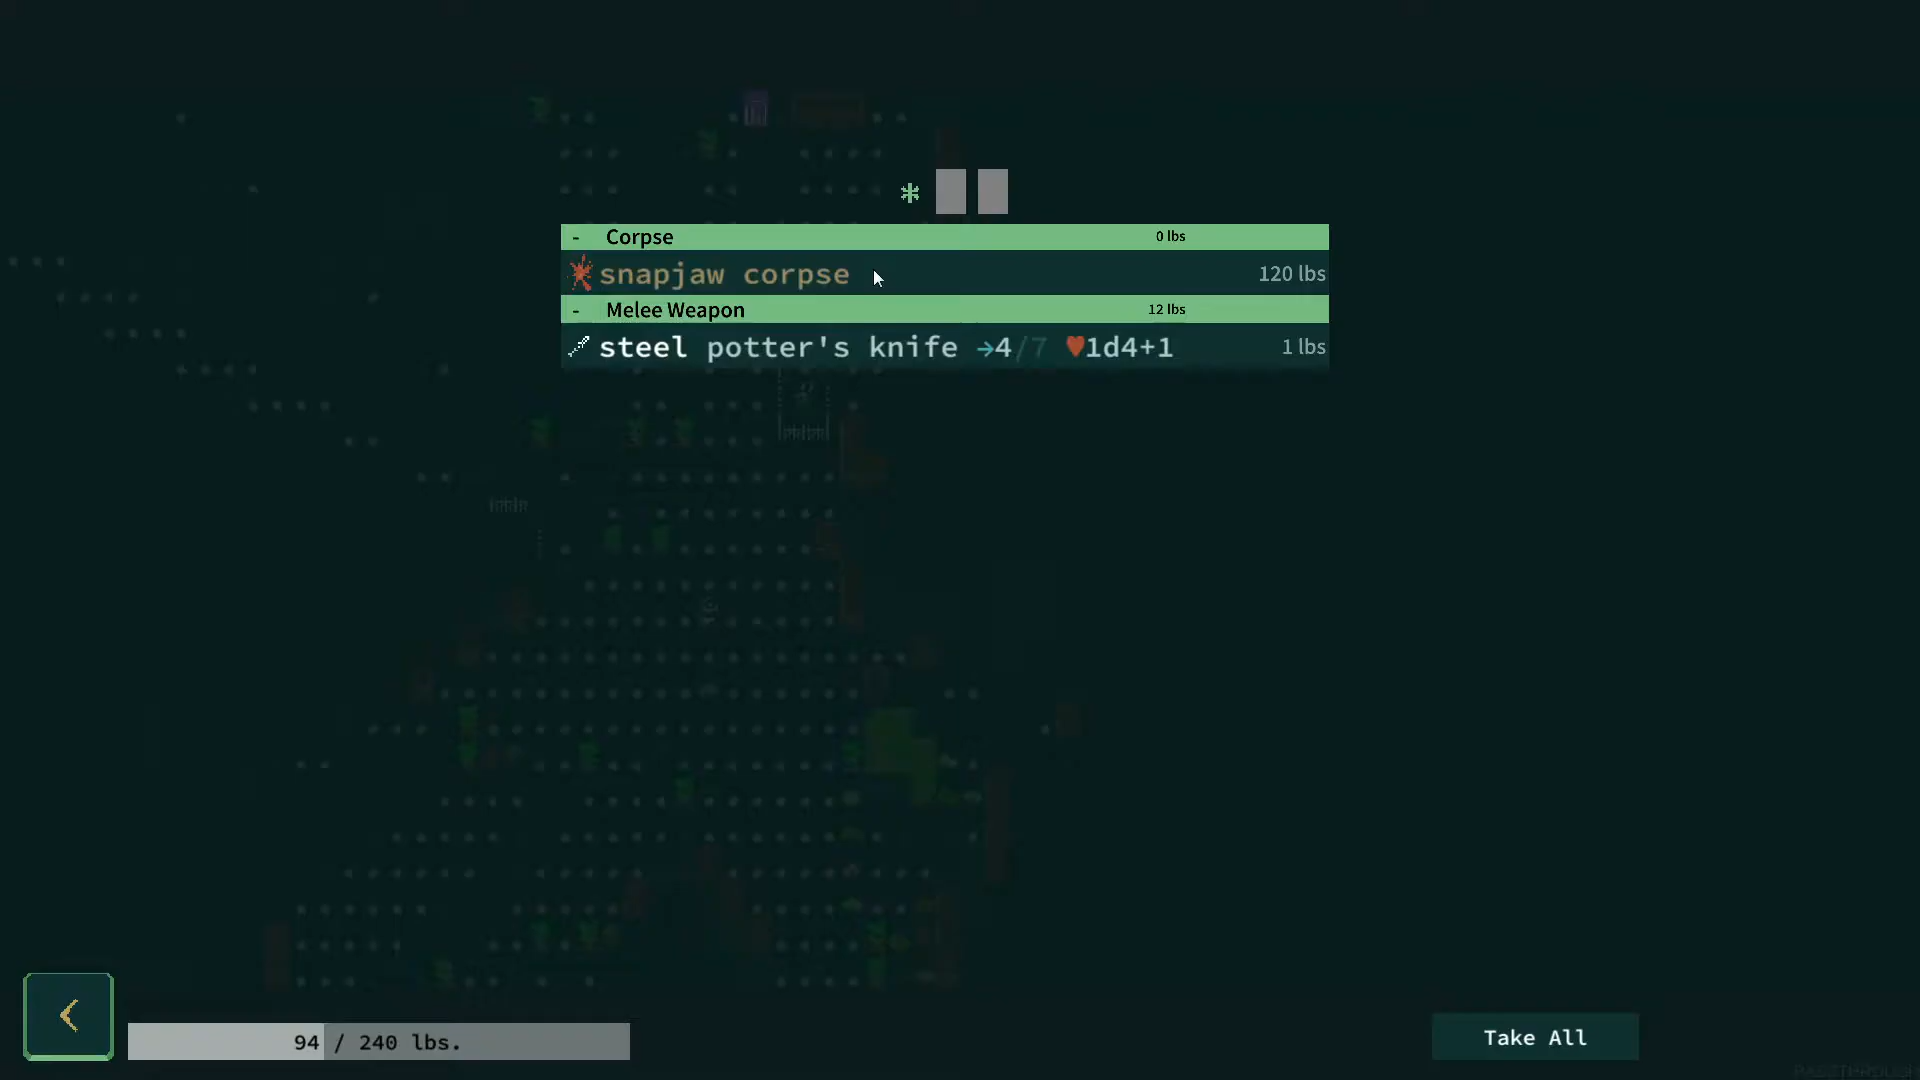 *
- Corpse 0 lbs
snapjaw corpse 120 lbs
- Melee Weapon 12 lbs
steel potter's knife →4/7 ♥1d4+1 1 lbs
<
94 / 240 lbs.
Take All